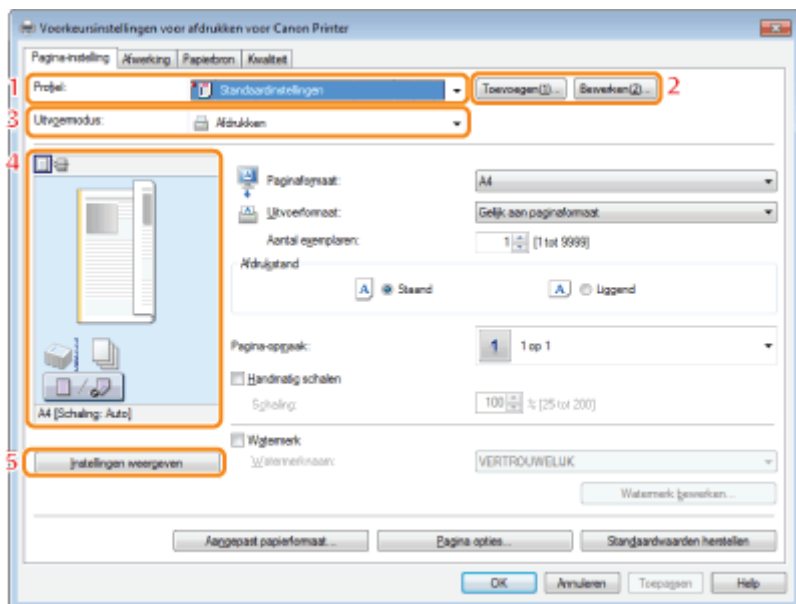 Voorkeursinstellingen voor afdrukken voor Canon Printer
Pagina-instelling Afwerking Papierbron Kwaliteit
1 Profiel: Standaardinstellingen Toevoegen(1)... Bewerken(2)... 2
3 Uitvoermodus: Afdrukken
4
Paginaformaat: A4
Uitvoerformaat: Gelijk aan paginaformaat
Aantal exemplaren: 1 [1 tot 9999]
Afdrukstand
A Staand A Liggend
Pagina-opmaak: 1 1 op 1
Handmatig schalen
Schaling: 100 % [25 tot 200]
A4 [Schaling: Auto]
Watermerk
5 Instellingen weergeven Watermerknaam: VERTROUWELIJK
Watermerk bewerken...
Aangepast papierformaat... Pagina opties... Standaardwaarden herstellen
OK Annuleren Toepassen Help